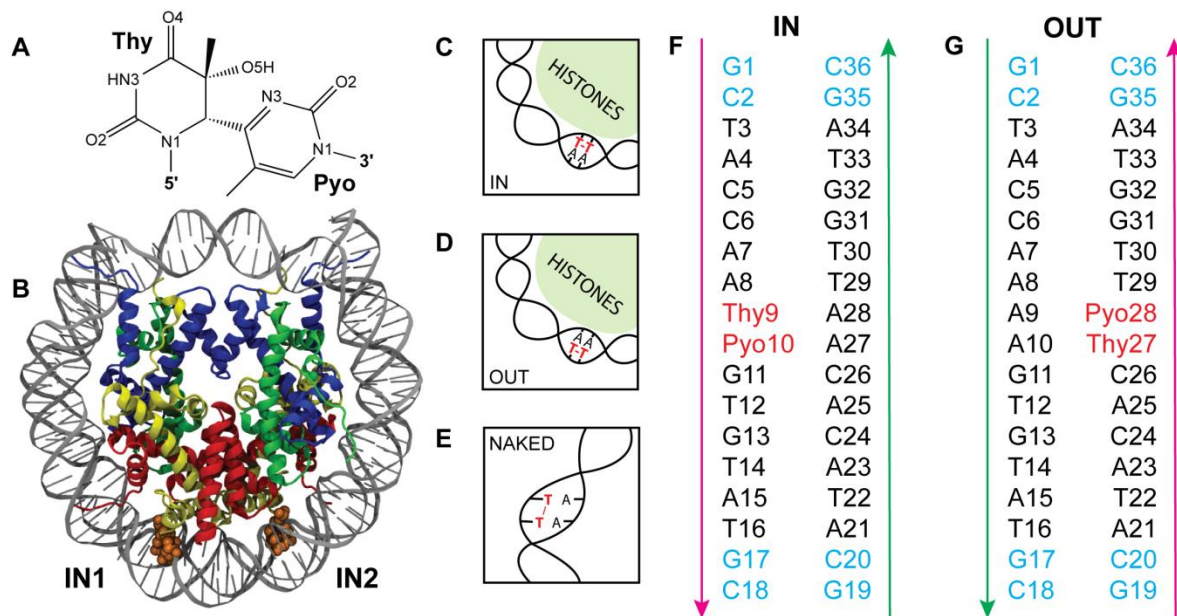 A
O4
Thy
HN3
O5H
N3
O2
O2
N1
N1
3'
5'
Pyo
B
IN1
IN2
C
HISTONES
T-T
A A
IN
D
HISTONES
A A
T-T
OUT
E
NAKED
T A
T A
F
IN
G1 C36
C2 G35
T3 A34
A4 T33
C5 G32
C6 G31
A7 T30
A8 T29
Thy9 A28
Pyo10 A27
G11 C26
T12 A25
G13 C24
T14 A23
A15 T22
T16 A21
G17 C20
C18 G19
G
OUT
G1 C36
C2 G35
T3 A34
A4 T33
C5 G32
C6 G31
A7 T30
A8 T29
A9 Pyo28
A10 Thy27
G11 C26
T12 A25
G13 C24
T14 A23
A15 T22
T16 A21
G17 C20
C18 G19